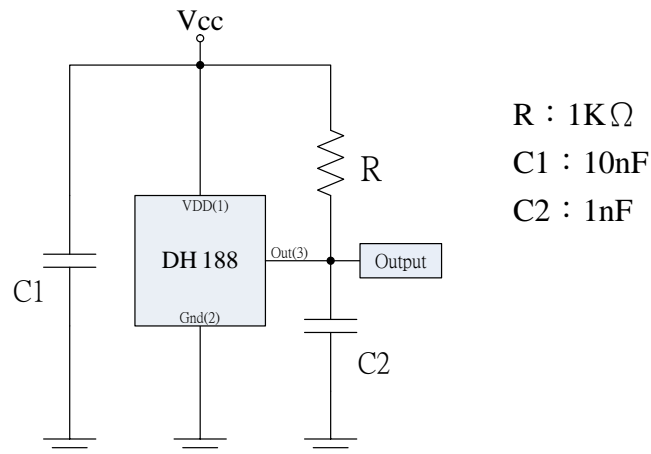 Vcc
R：1KΩ
C1：10nF
C2：1nF
R
VDD(1)
DH 188
Out(3)
Output
C1
Gnd(2)
C2